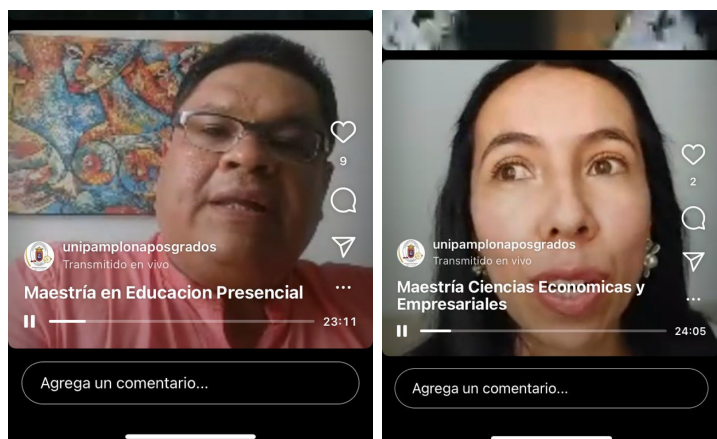 9
unipamplonaposgrados
Transmitido en vivo
Maestría en Educacion Presencial
23:11
Agrega un comentario...
2
unipamplonaposgrados
Transmitido en vivo
Maestría Ciencias Economicas y
Empresariales
24:05
Agrega un comentario...